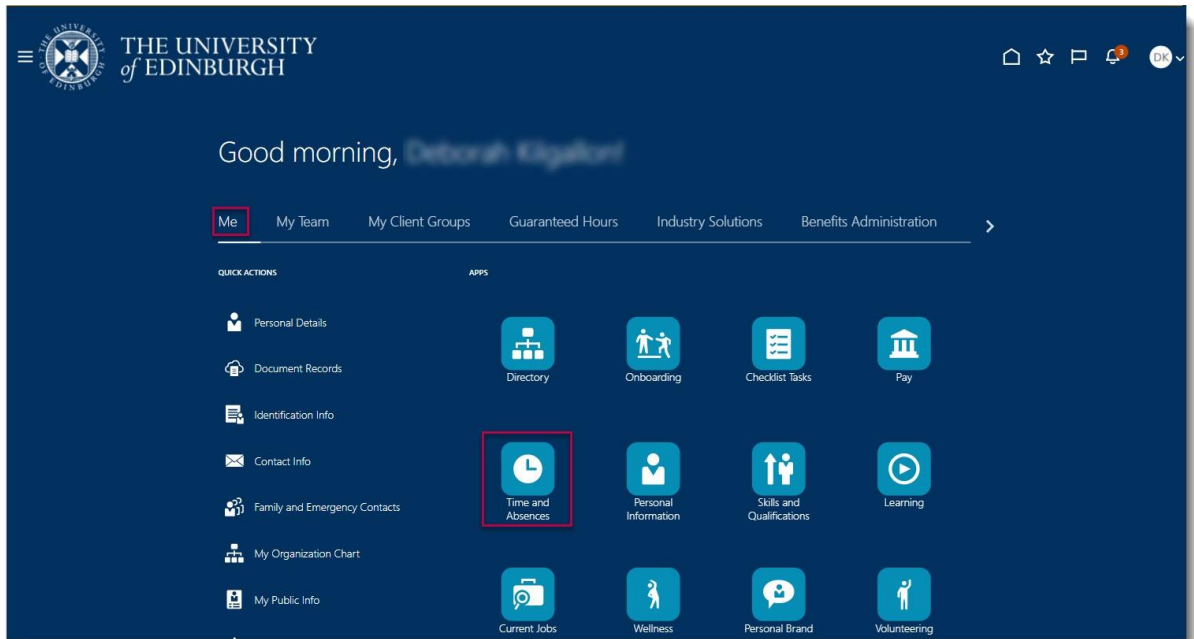 THE UNIVERSITY
of EDINBURGH
3
DK
Good morning,
Me My Team My Client Groups Guaranteed Hours Industry Solutions Benefits Administration
QUICK ACTIONS
APPS
Personal Details
Document Records
Identification Info
Contact Info
Family and Emergency Contacts
My Organization Chart
My Public Info
Directory
Onboarding
Checklist Tasks
Pay
Time and
Absences
Personal
Information
Skills and
Qualifications
Learning
Current Jobs
Wellness
Personal Brand
Volunteering